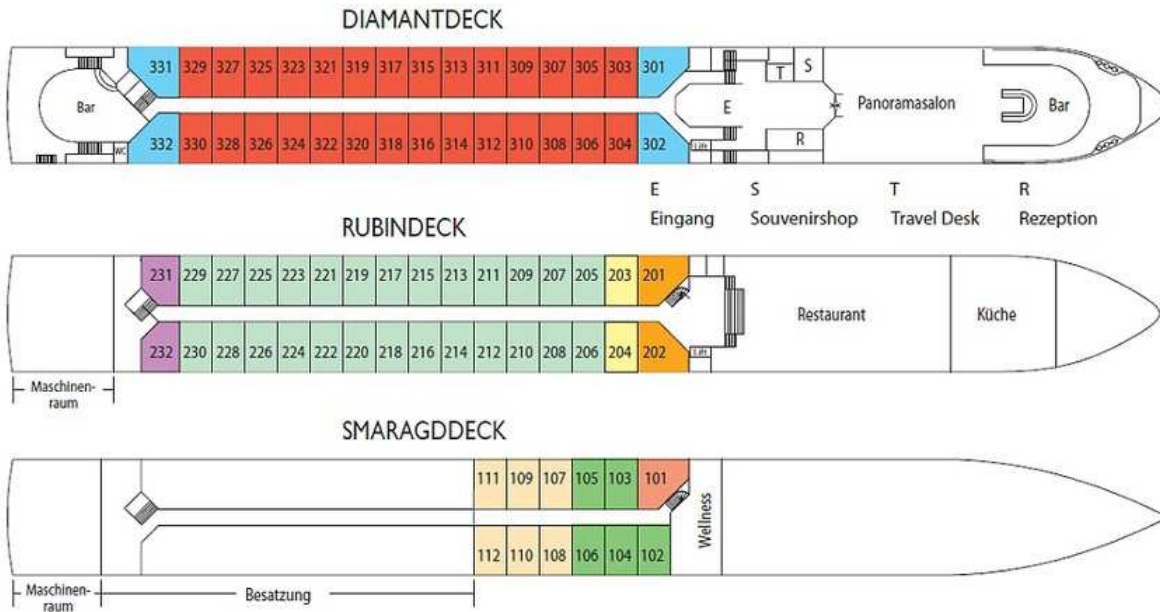 DIAMANTDECK
331 329 327 325 323 321 319 317 315 313 311 309 307 305 303 301 T S
Bar E Panoramasalon Bar
332 330 328 326 324 322 320 318 316 314 312 310 308 306 304 302 R
WC Lift
E S T R
Eingang Souvenirshop Travel Desk Rezeption
RUBINDECK
231 229 227 225 223 221 219 217 215 213 211 209 207 205 203 201
Restaurant Küche
232 230 228 226 224 222 220 218 216 214 212 210 208 206 204 202 Lift
Maschinen-
raum
SMARAGDDECK
111 109 107 105 103 101
Wellness
112 110 108 106 104 102
Maschinen-
raum
Besatzung